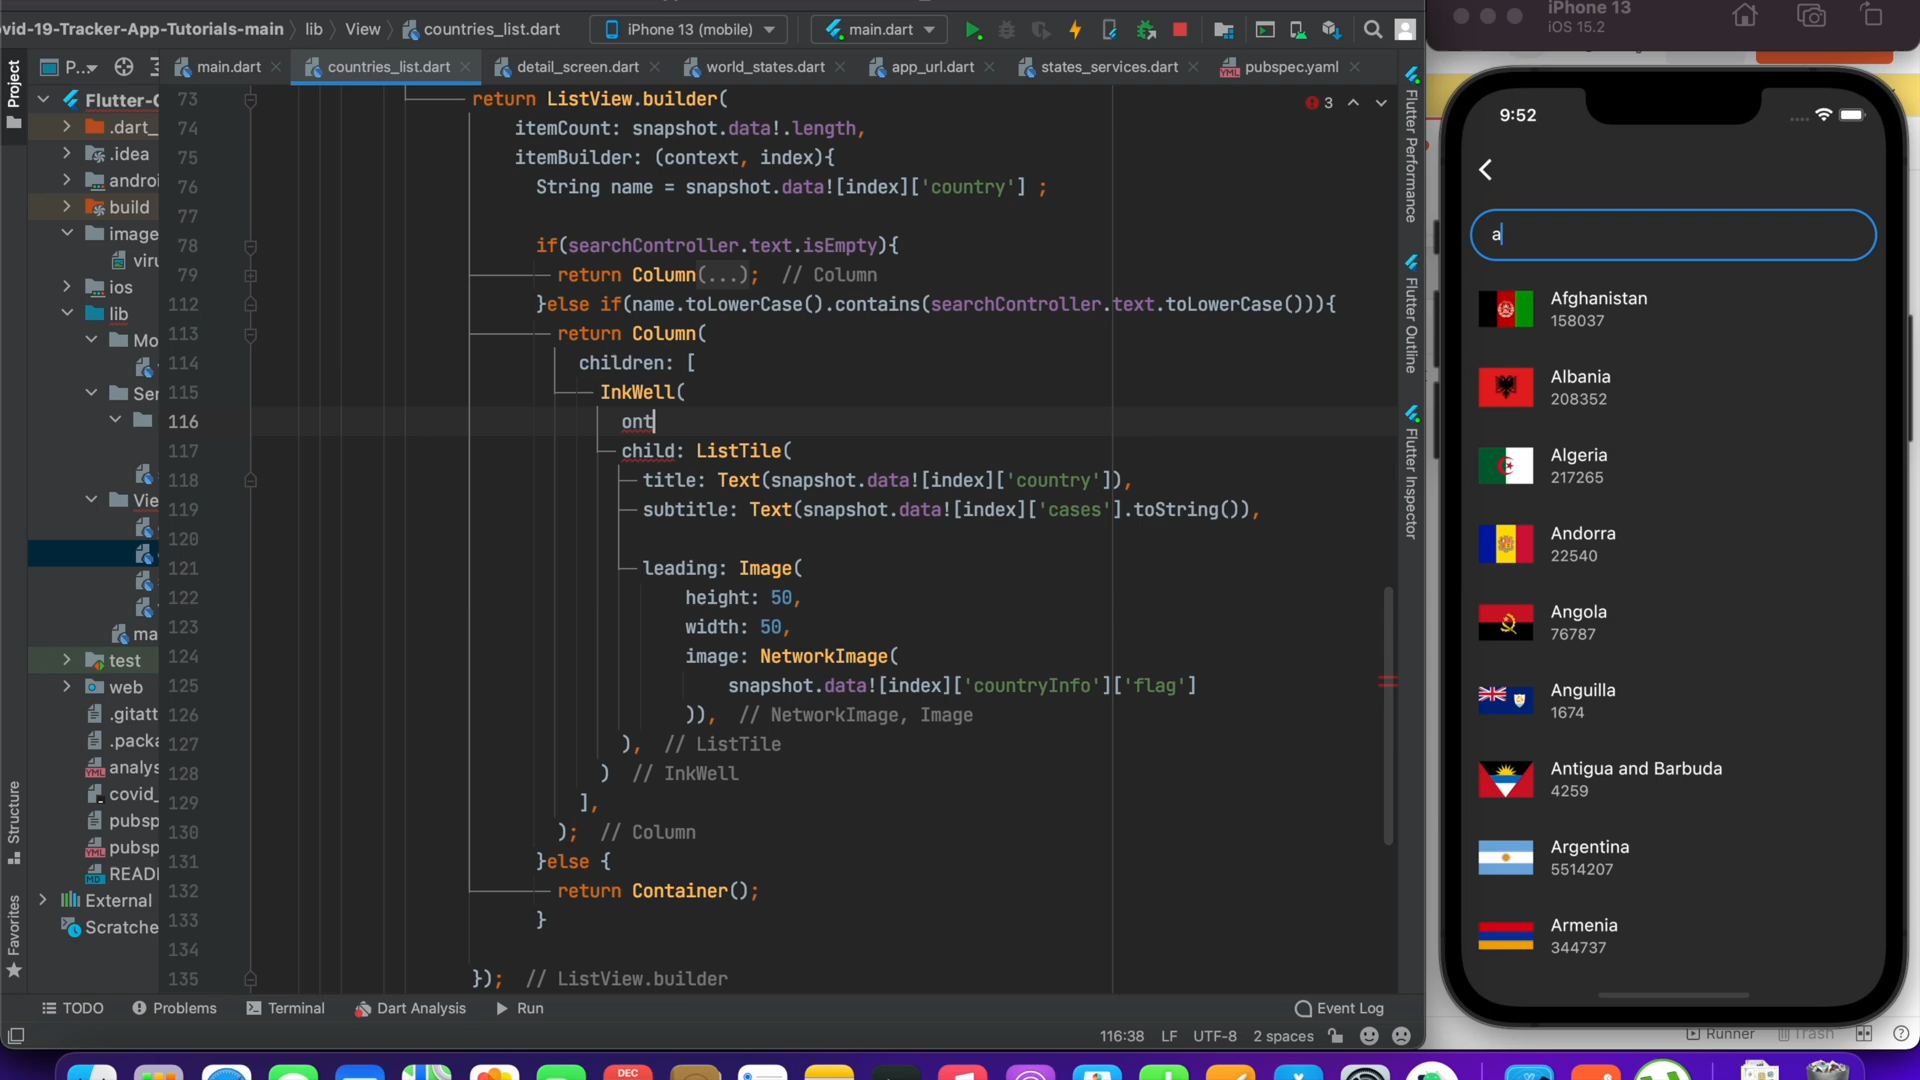 iPhone 13
iOS 15.2
ovid-19-Tracker-App-Tutorials-main
lib
View
countries_list.dart
iPhone 13 (mobile)
main.dart
Project
P...
main.dart
countries_list.dart
detail_screen.dart
world_states.dart
app_url.dart
states_services.dart
pubspec.yaml
Flutter-C
.dart_
.idea
androi
build
image
viru
ios
lib
Mo
Ser
Vie
ma
test
web
.gitatt
.packa
analys
covid_
pubsp
pubsp
READI
External
Scratche
Structure
Favorites
3
73 return ListView.builder(
74 itemCount: snapshot.data!.length,
75 itemBuilder: (context, index){
76 String name = snapshot.data![index]['country'] ;
77
78 if(searchController.text.isEmpty){
79 return Column(...); // Column
112 }else if(name.toLowerCase().contains(searchController.text.toLowerCase())){
113 return Column(
114 children: [
115 InkWell(
116 ont
117 child: ListTile(
118 title: Text(snapshot.data![index]['country']),
119 subtitle: Text(snapshot.data![index]['cases'].toString()),
120
121 leading: Image(
122 height: 50,
123 width: 50,
124 image: NetworkImage(
125 snapshot.data![index]['countryInfo']['flag']
126 )), // NetworkImage, Image
127 ), // ListTile
128 ) // InkWell
129 ],
130 ); // Column
131 }else {
132 return Container();
133 }
134
135 }); // ListView.builder
Flutter Performance
Flutter Outline
Flutter Inspector
TODO
Problems
Terminal
Dart Analysis
Run
Event Log
116:38
LF
UTF-8
2 spaces
9:52
a
Afghanistan
158037
Albania
208352
Algeria
217265
Andorra
22540
Angola
76787
Anguilla
1674
Antigua and Barbuda
4259
Argentina
5514207
Armenia
344737
Runner
Trash
DEC